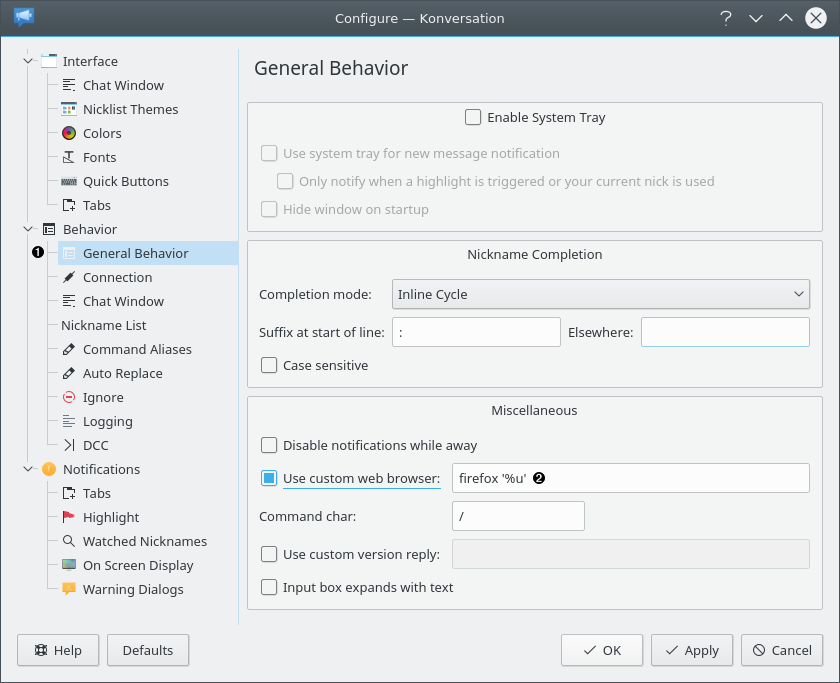 Configure — Konversation
Interface
Chat Window
Nicklist Themes
Colors
Fonts
Quick Buttons
Tabs
Behavior
❶ General Behavior
Connection
Chat Window
Nickname List
Command Aliases
Auto Replace
Ignore
Logging
DCC
Notifications
Tabs
Highlight
Watched Nicknames
On Screen Display
Warning Dialogs
General Behavior
Enable System Tray
Use system tray for new message notification
Only notify when a highlight is triggered or your current nick is used
Hide window on startup
Nickname Completion
Completion mode: Inline Cycle
Suffix at start of line: : Elsewhere:
Case sensitive
Miscellaneous
Disable notifications while away
Use custom web browser: firefox '%u' ❷
Command char: /
Use custom version reply:
Input box expands with text
Help Defaults OK Apply Cancel